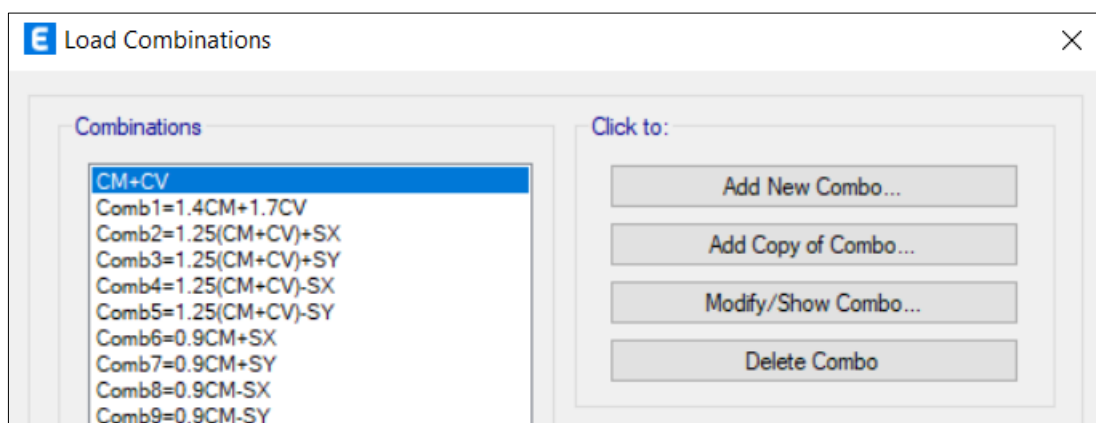 E Load Combinations
Combinations
CM+CV
Comb1=1.4CM+1.7CV
Comb2=1.25(CM+CV)+SX
Comb3=1.25(CM+CV)+SY
Comb4=1.25(CM+CV)-SX
Comb5=1.25(CM+CV)-SY
Comb6=0.9CM+SX
Comb7=0.9CM+SY
Comb8=0.9CM-SX
Comb9=0.9CM-SY
Click to:
Add New Combo...
Add Copy of Combo...
Modify/Show Combo...
Delete Combo